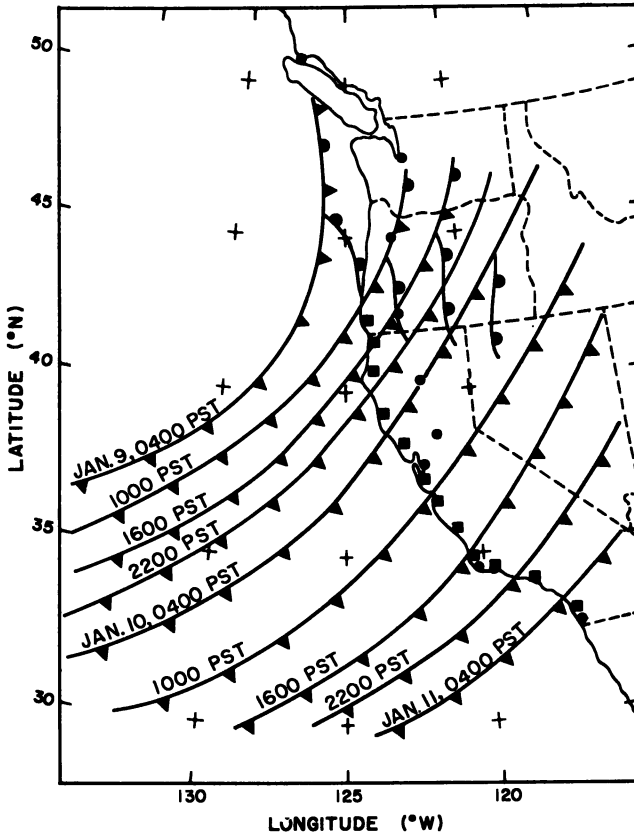 50
45
40
35
30
LATITUDE (°N)
JAN. 9, 0400 PST
1000 PST
1600 PST
2200 PST
JAN. 10, 0400 PST
1000 PST
1600 PST
2200 PST
JAN. 11, 0400 PST
130
125
120
LONGITUDE (°W)